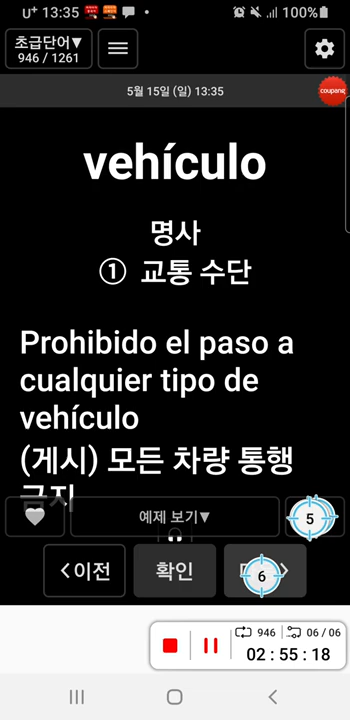 U+ 13:35
100%
초급단어▼
946 / 1261
5월 15일 (일) 13:35
coupang
vehículo
명사
① 교통 수단
Prohibido el paso a
cualquier tipo de
vehículo
(게시) 모든 차량 통행
금지
예제 보기▼
5
<이전
확인
6
946
06 / 06
02 : 55 : 18